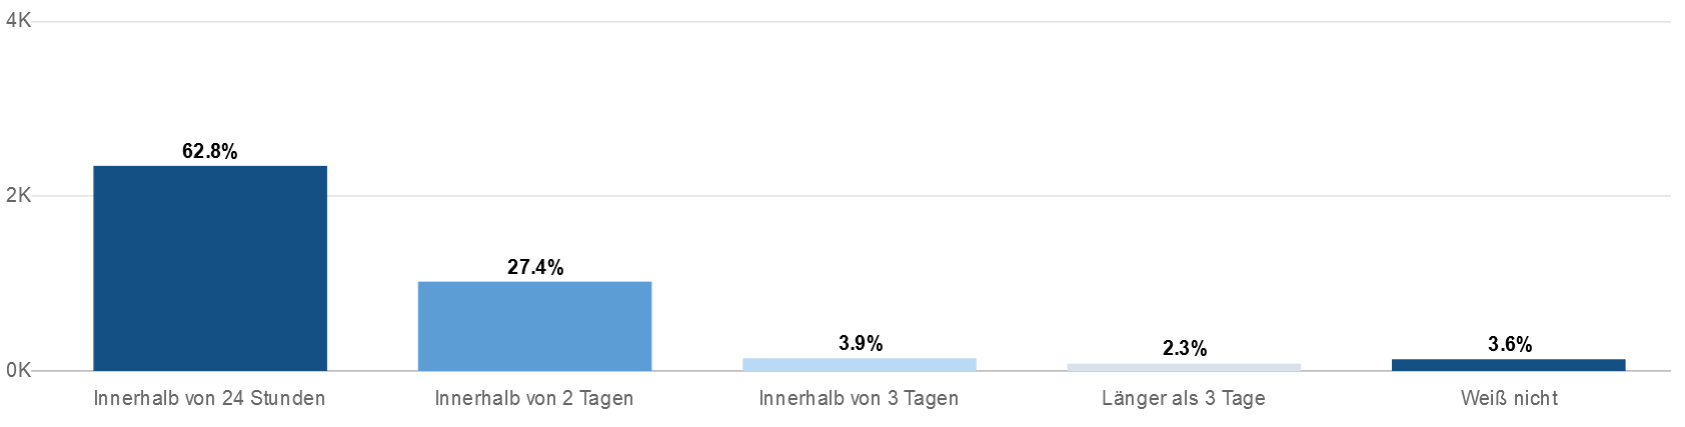 4K
62.8%
2K
27.4%
3.9%
2.3%
3.6%
0K
Innerhalb von 24 Stunden
Innerhalb von 2 Tagen
Innerhalb von 3 Tagen
Länger als 3 Tage
Weiß nicht